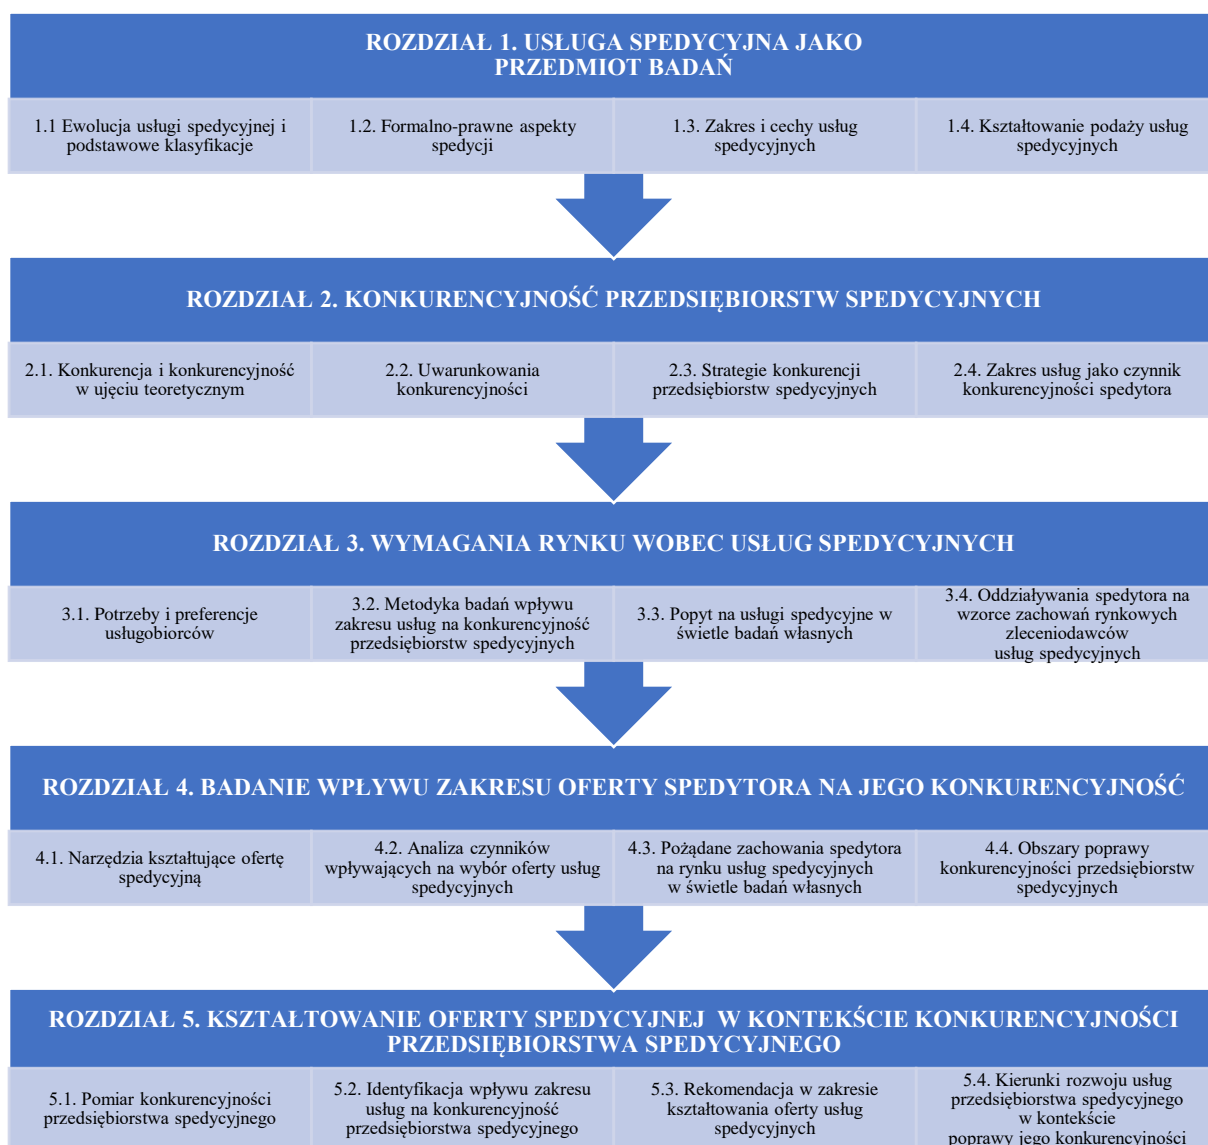 ROZDZIAŁ 1. USŁUGA SPEDYCYJNA JAKO
PRZEDMIOT BADAŃ
1.1 Ewolucja usługi spedycyjnej i
podstawowe klasyfikacje
1.2. Formalno-prawne aspekty
spedycji
1.3. Zakres i cechy usług
spedycyjnych
1.4. Kształtowanie podaży usług
spedycyjnych
ROZDZIAŁ 2. KONKURENCYJNOŚĆ PRZEDSIĘBIORSTW SPEDYCYJNYCH
2.1. Konkurencja i konkurencyjność
w ujęciu teoretycznym
2.2. Uwarunkowania
konkurencyjności
2.3. Strategie konkurencji
przedsiębiorstw spedycyjnych
2.4. Zakres usług jako czynnik
konkurencyjności spedytora
ROZDZIAŁ 3. WYMAGANIA RYNKU WOBEC USŁUG SPEDYCYJNYCH
3.1. Potrzeby i preferencje
usługobiorców
3.2. Metodyka badań wpływu
zakresu usług na konkurencyjność
przedsiębiorstw spedycyjnych
3.3. Popyt na usługi spedycyjne w
świetle badań własnych
3.4. Oddziaływania spedytora na
wzorce zachowań rynkowych
zleceniodawców
usług spedycyjnych
ROZDZIAŁ 4. BADANIE WPŁYWU ZAKRESU OFERTY SPEDYTORA NA JEGO KONKURENCYJNOŚĆ
4.1. Narzędzia kształtujące ofertę
spedycyjną
4.2. Analiza czynników
wpływających na wybór oferty usług
spedycyjnych
4.3. Pożądane zachowania spedytora
na rynku usług spedycyjnych
w świetle badań własnych
4.4. Obszary poprawy
konkurencyjności przedsiębiorstw
spedycyjnych
ROZDZIAŁ 5. KSZTAŁTOWANIE OFERTY SPEDYCYJNEJ W KONTEKŚCIE KONKURENCYJNOŚCI
PRZEDSIĘBIORSTWA SPEDYCYJNEGO
5.1. Pomiar konkurencyjności
przedsiębiorstwa spedycyjnego
5.2. Identyfikacja wpływu zakresu
usług na konkurencyjność
przedsiębiorstwa spedycyjnego
5.3. Rekomendacja w zakresie
kształtowania oferty usług
spedycyjnych
5.4. Kierunki rozwoju usług
przedsiębiorstwa spedycyjnego
w kontekście
poprawy jego konkurencyjności